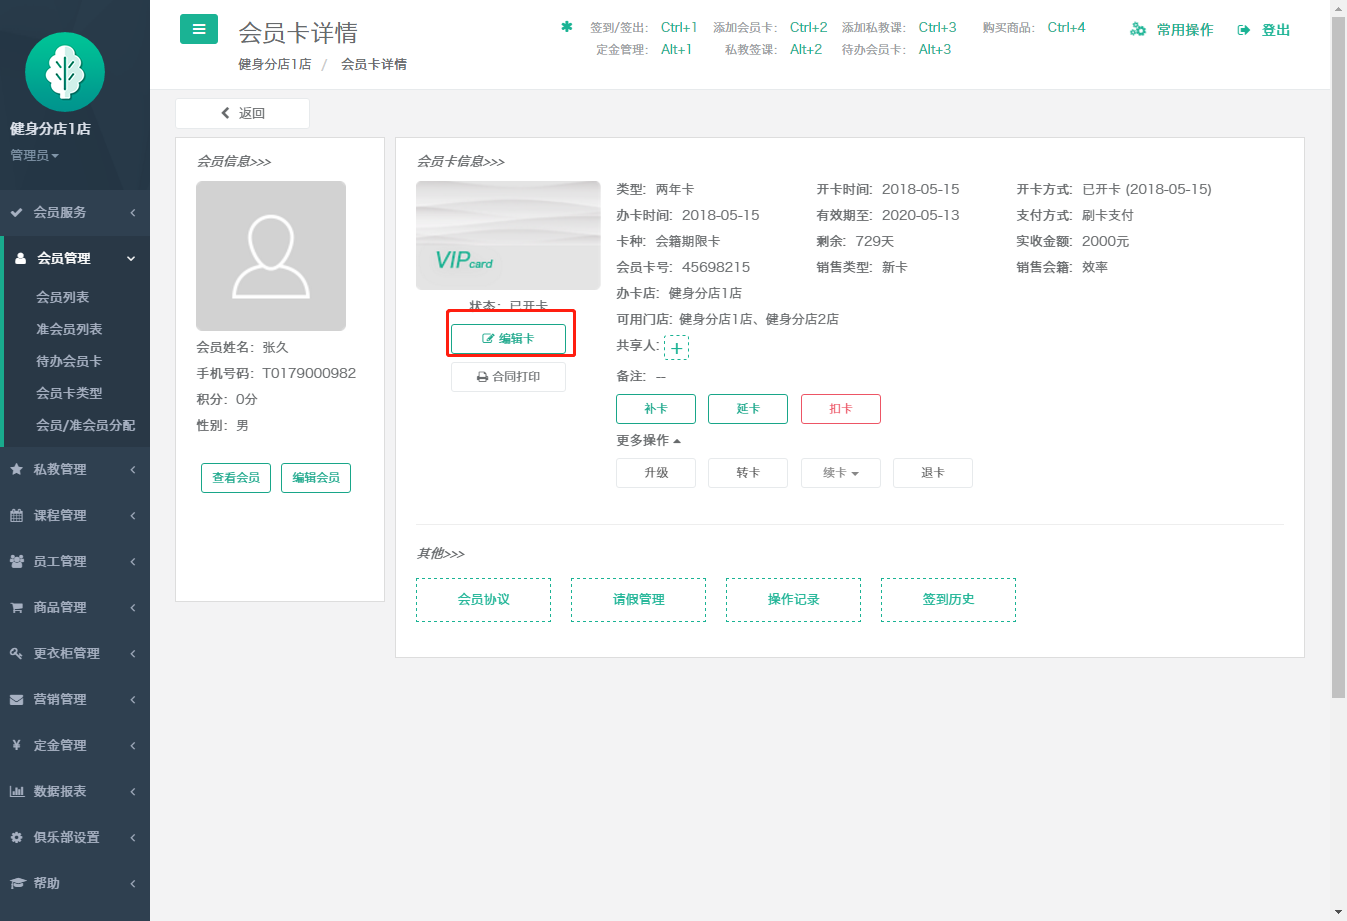 健身分店1店
管理员
会员服务
会员管理
会员列表
准会员列表
待办会员卡
会员卡类型
会员/准会员分配
私教管理
课程管理
员工管理
商品管理
更衣柜管理
营销管理
定金管理
数据报表
俱乐部设置
帮助
会员卡详情
健身分店1店 / 会员卡详情
签到/签出: Ctrl+1 添加会员卡: Ctrl+2 添加私教课: Ctrl+3 购买商品: Ctrl+4
定金管理: Alt+1 私教签课: Alt+2 待办会员卡: Alt+3
常用操作 登出
返回
会员信息>>>
会员姓名: 张久
手机号码: T0179000982
积分: 0分
性别: 男
查看会员 编辑会员
会员卡信息>>>
VIPcard
状态: 已开卡
编辑卡
合同打印
类型: 两年卡 开卡时间: 2018-05-15 开卡方式: 已开卡 (2018-05-15)
办卡时间: 2018-05-15 有效期至: 2020-05-13 支付方式: 刷卡支付
卡种: 会籍期限卡 剩余: 729天 实收金额: 2000元
会员卡号: 45698215 销售类型: 新卡 销售会籍: 效率
办卡店: 健身分店1店
可用门店: 健身分店1店、健身分店2店
共享人: +
备注: --
补卡 延卡 扣卡
更多操作
升级 转卡 续卡 退卡
其他>>>
会员协议 请假管理 操作记录 签到历史